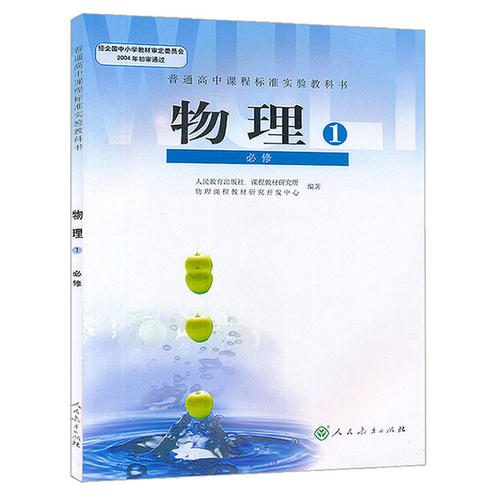 经全国中小学教材审定委员会
2004年初审通过
WULI
普通高中课程标准实验教科书
物理 1
必修
人民教育出版社 课程教材研究所
物理课程教材研究开发中心
编著
人民教育出版社
普通高中课程标准实验教科书
物理
1
必修
人民教育出版社